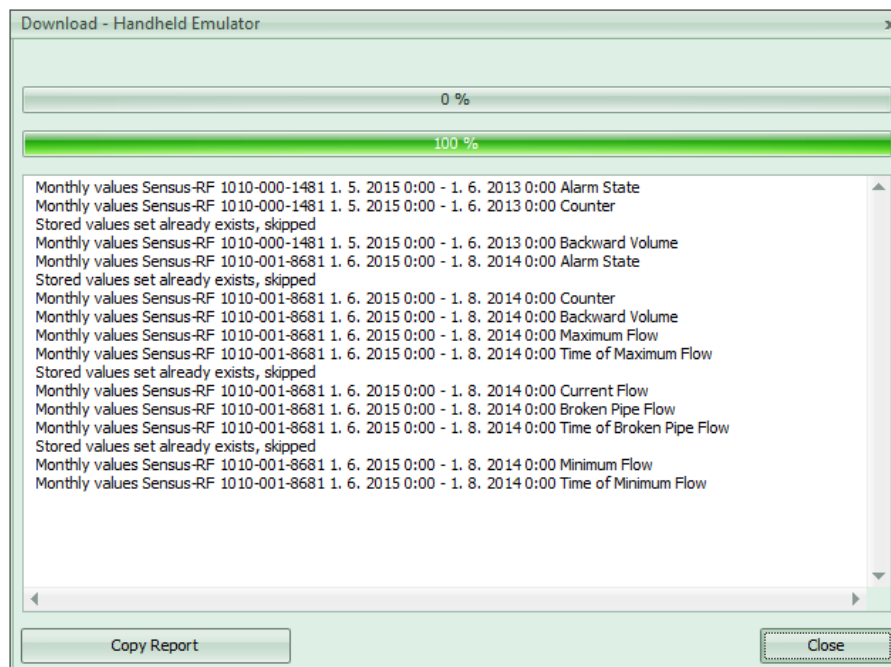 Download - Handheld Emulator
0 %
100 %
Monthly values Sensus-RF 1010-000-1481 1. 5. 2015 0:00 - 1. 6. 2013 0:00 Alarm State
Monthly values Sensus-RF 1010-000-1481 1. 5. 2015 0:00 - 1. 6. 2013 0:00 Counter
Stored values set already exists, skipped
Monthly values Sensus-RF 1010-000-1481 1. 5. 2015 0:00 - 1. 6. 2013 0:00 Backward Volume
Monthly values Sensus-RF 1010-001-8681 1. 6. 2015 0:00 - 1. 8. 2014 0:00 Alarm State
Stored values set already exists, skipped
Monthly values Sensus-RF 1010-001-8681 1. 6. 2015 0:00 - 1. 8. 2014 0:00 Counter
Monthly values Sensus-RF 1010-001-8681 1. 6. 2015 0:00 - 1. 8. 2014 0:00 Backward Volume
Monthly values Sensus-RF 1010-001-8681 1. 6. 2015 0:00 - 1. 8. 2014 0:00 Maximum Flow
Monthly values Sensus-RF 1010-001-8681 1. 6. 2015 0:00 - 1. 8. 2014 0:00 Time of Maximum Flow
Stored values set already exists, skipped
Monthly values Sensus-RF 1010-001-8681 1. 6. 2015 0:00 - 1. 8. 2014 0:00 Current Flow
Monthly values Sensus-RF 1010-001-8681 1. 6. 2015 0:00 - 1. 8. 2014 0:00 Broken Pipe Flow
Monthly values Sensus-RF 1010-001-8681 1. 6. 2015 0:00 - 1. 8. 2014 0:00 Time of Broken Pipe Flow
Stored values set already exists, skipped
Monthly values Sensus-RF 1010-001-8681 1. 6. 2015 0:00 - 1. 8. 2014 0:00 Minimum Flow
Monthly values Sensus-RF 1010-001-8681 1. 6. 2015 0:00 - 1. 8. 2014 0:00 Time of Minimum Flow
Copy Report
Close